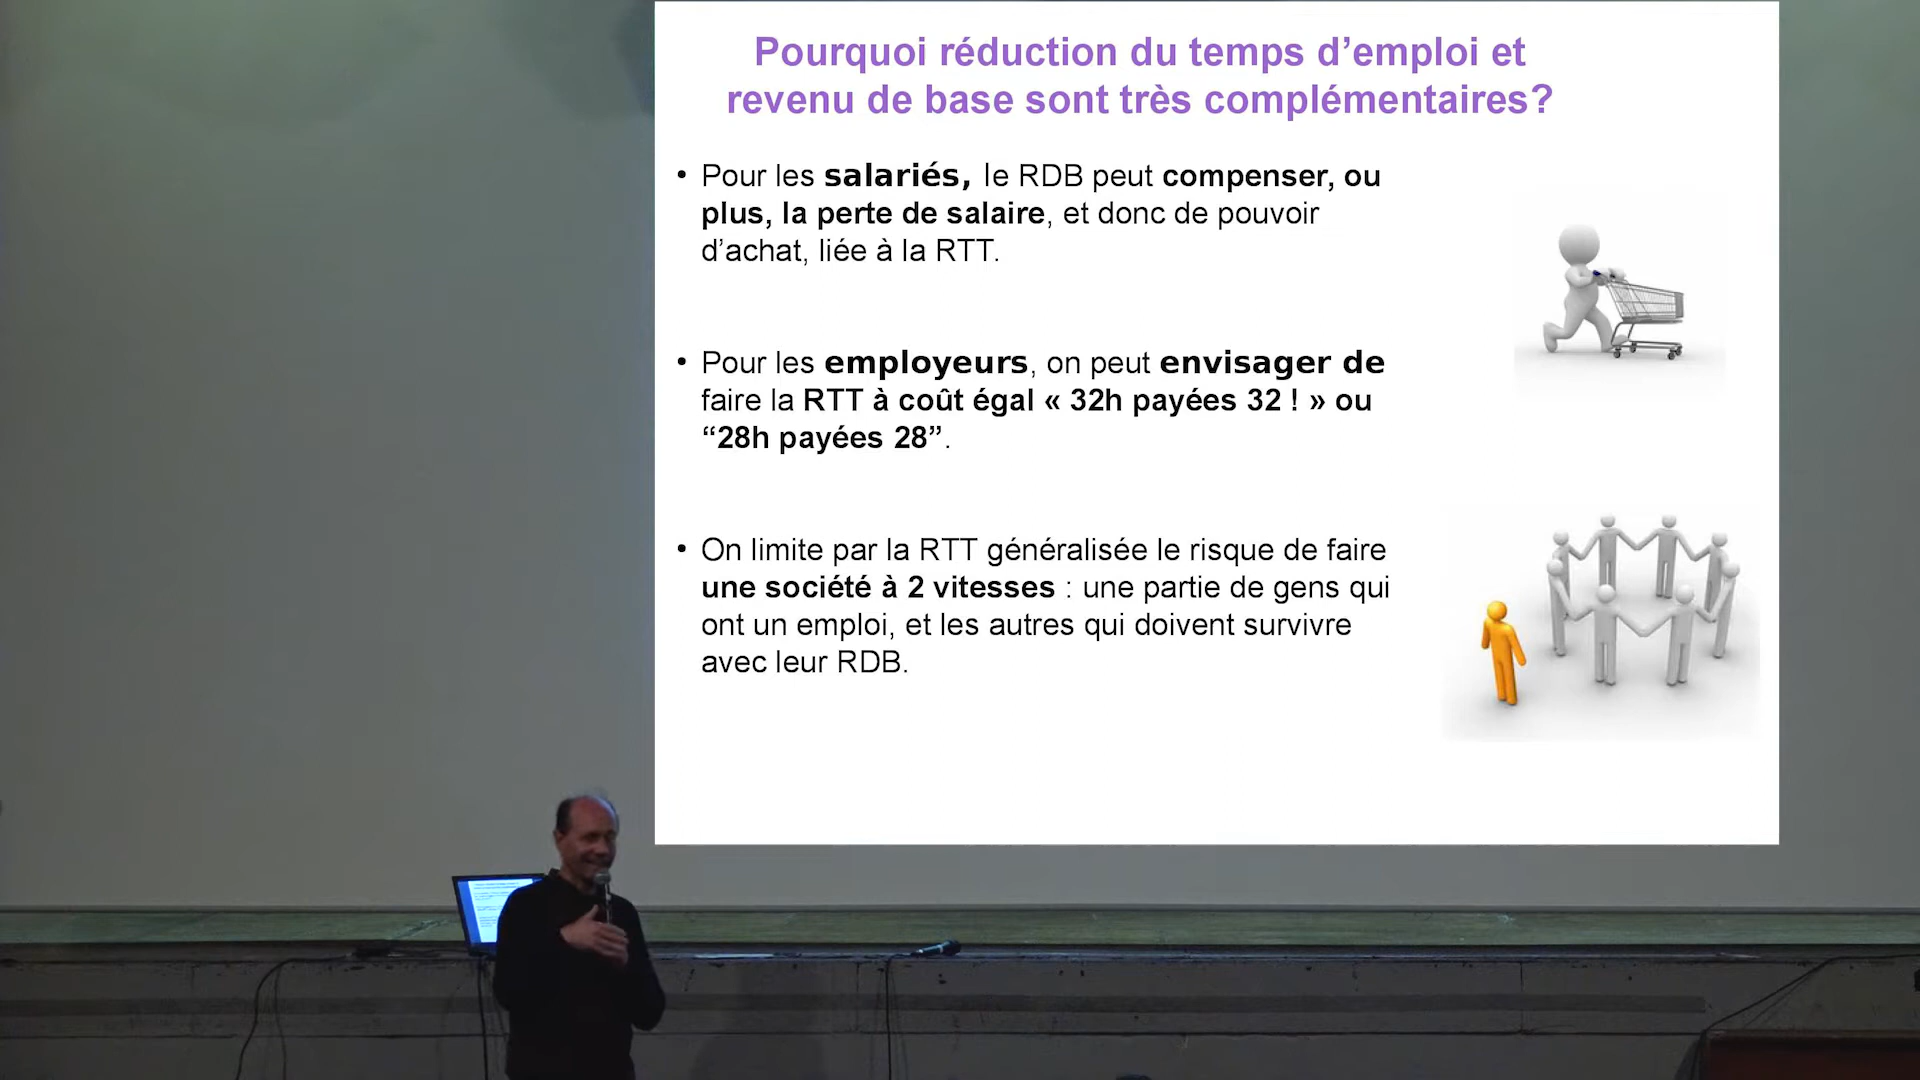 Pourquoi réduction du temps d’emploi et
revenu de base sont très complémentaires?
• Pour les salariés, le RDB peut compenser, ou
plus, la perte de salaire, et donc de pouvoir
d’achat, liée à la RTT.
• Pour les employeurs, on peut envisager de
faire la RTT à coût égal « 32h payées 32 ! » ou
“28h payées 28”.
• On limite par la RTT généralisée le risque de faire
une société à 2 vitesses : une partie de gens qui
ont un emploi, et les autres qui doivent survivre
avec leur RDB.